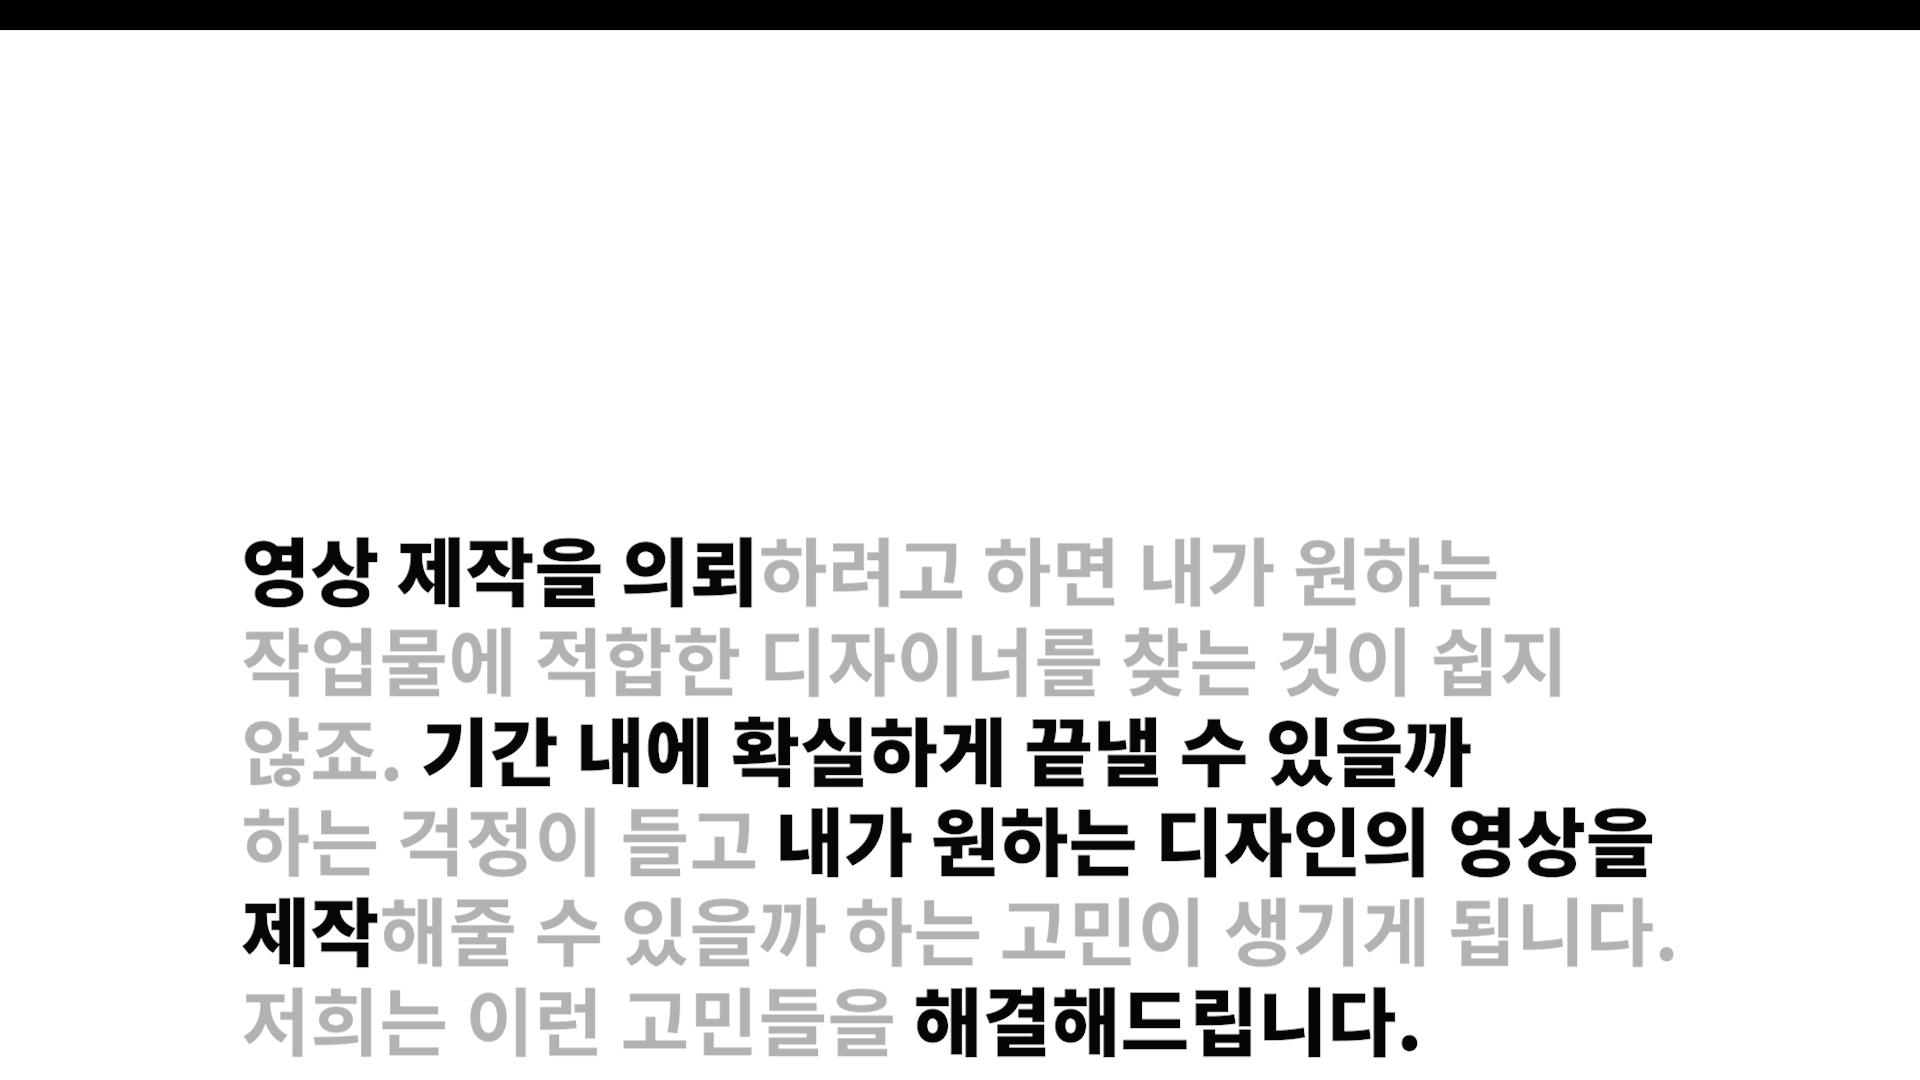 영상 제작을 의뢰하려고 하면 내가 원하는
작업물에 적합한 디자이너를 찾는 것이 쉽지
않죠. 기간 내에 확실하게 끝낼 수 있을까
하는 걱정이 들고 내가 원하는 디자인의 영상을
제작해줄 수 있을까 하는 고민이 생기게 됩니다.
저희는 이런 고민들을 해결해드립니다.